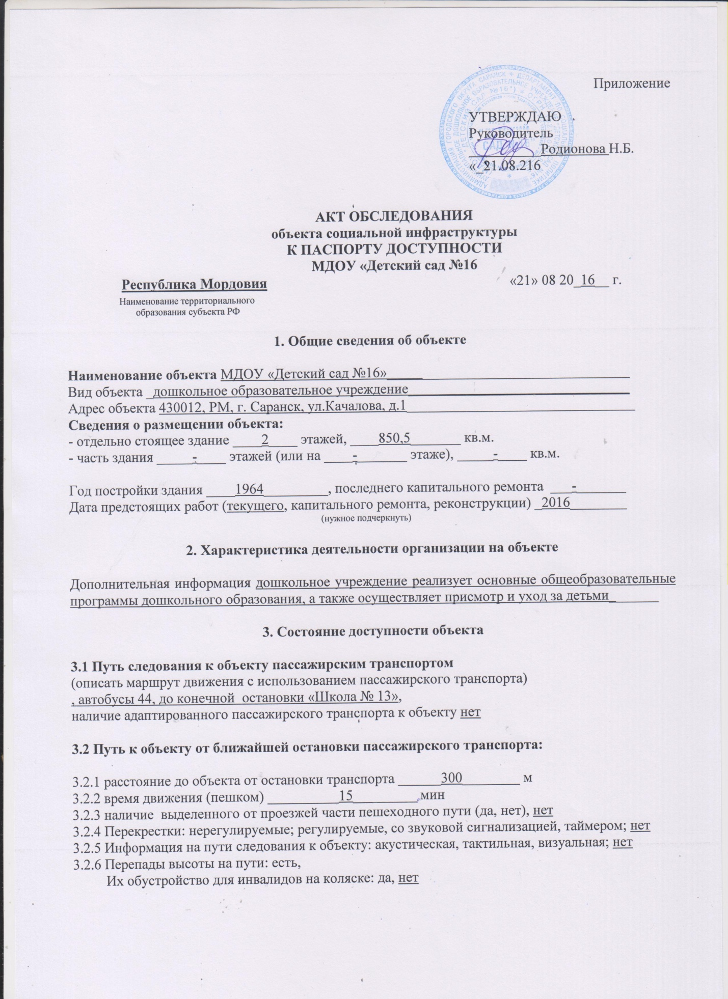 Приложение
УТВЕРЖДАЮ
Руководитель
__________Родионова Н.Б.
«_21.08.216
АКТ ОБСЛЕДОВАНИЯ
объекта социальной инфраструктуры
К ПАСПОРТУ ДОСТУПНОСТИ
МДОУ «Детский сад №16
Республика Мордовия «21» 08 20_16__ г.
Наименование территориального
образования субъекта РФ
1. Общие сведения об объекте
Наименование объекта МДОУ «Детский сад №16»
Вид объекта _дошкольное образовательное учреждение
Адрес объекта 430012, РМ, г. Саранск, ул.Качалова, д.1
Сведения о размещении объекта:
- отдельно стоящее здание ____2____ этажей, ____850,5_______ кв.м.
- часть здания _____-____ этажей (или на ____-_______ этаже), _____-____ кв.м.
Год постройки здания ____1964_________, последнего капитального ремонта ___-_______
Дата предстоящих работ (текущего, капитального ремонта, реконструкции) _2016________
(нужное подчеркнуть)
2. Характеристика деятельности организации на объекте
Дополнительная информация дошкольное учреждение реализует основные общеобразовательные
программы дошкольного образования, а также осуществляет присмотр и уход за детьми_
3. Состояние доступности объекта
3.1 Путь следования к объекту пассажирским транспортом
(описать маршрут движения с использованием пассажирского транспорта)
, автобусы 44, до конечной остановки «Школа № 13»,
наличие адаптированного пассажирского транспорта к объекту нет
3.2 Путь к объекту от ближайшей остановки пассажирского транспорта:
3.2.1 расстояние до объекта от остановки транспорта ______300________ м
3.2.2 время движения (пешком) __________15_________мин
3.2.3 наличие выделенного от проезжей части пешеходного пути (да, нет), нет
3.2.4 Перекрестки: нерегулируемые; регулируемые, со звуковой сигнализацией, таймером; нет
3.2.5 Информация на пути следования к объекту: акустическая, тактильная, визуальная; нет
3.2.6 Перепады высоты на пути: есть,
Их обустройство для инвалидов на коляске: да, нет